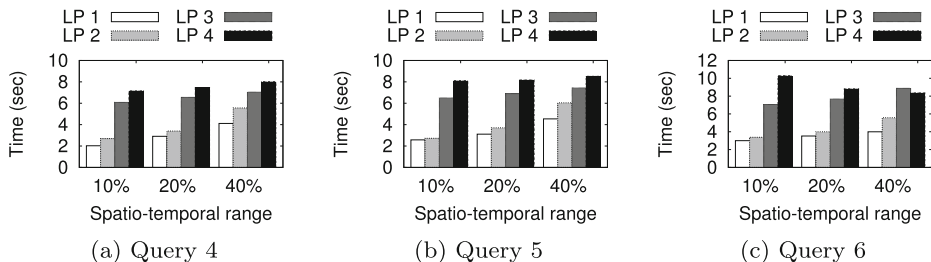 LP 1 LP 3
LP 2 LP 4
Time (sec)
10
8
6
4
2
0
10% 20% 40%
Spatio-temporal range
(a) Query 4
LP 1 LP 3
LP 2 LP 4
Time (sec)
10
8
6
4
2
0
10% 20% 40%
Spatio-temporal range
(b) Query 5
LP 1 LP 3
LP 2 LP 4
Time (sec)
12
10
8
6
4
2
0
10% 20% 40%
Spatio-temporal range
(c) Query 6